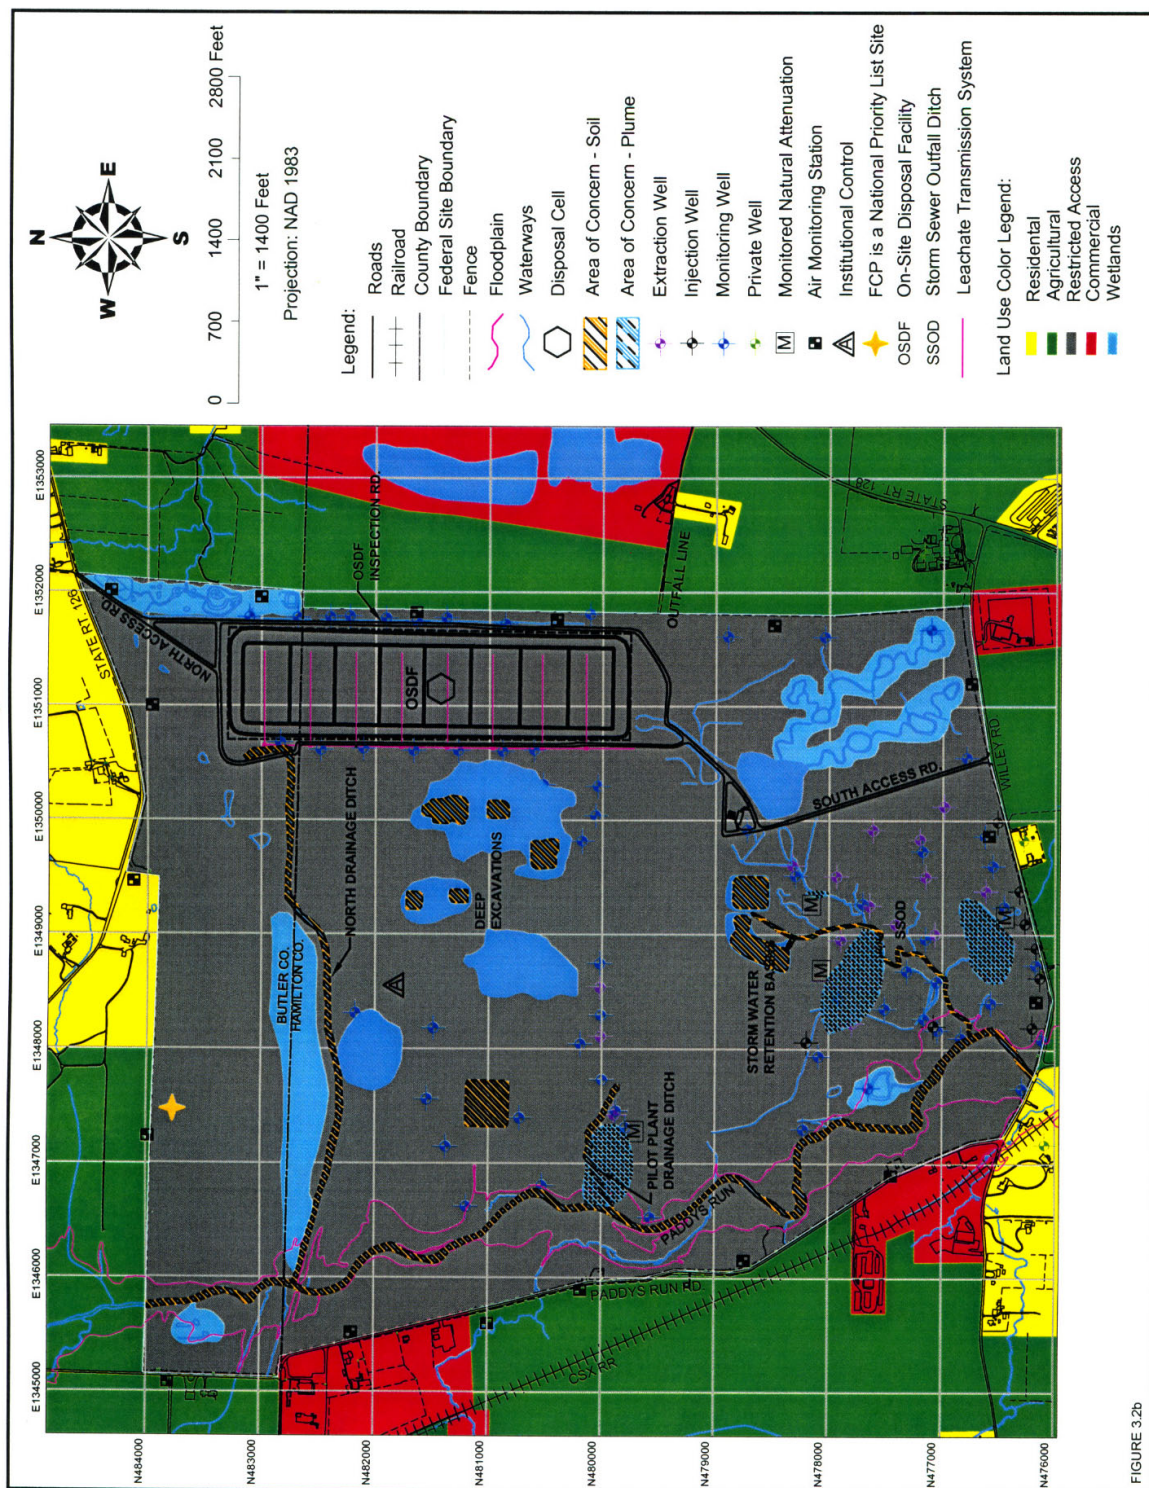 N
W
E
S
0
700
1400
2100
2800 Feet
1" = 1400 Feet
Projection: NAD 1983
Legend:
Roads
Railroad
County Boundary
Federal Site Boundary
Fence
Floodplain
Waterways
Disposal Cell
Area of Concern - Soil
Area of Concern - Plume
Extraction Well
Injection Well
Monitoring Well
Private Well
M Monitored Natural Attenuation
Air Monitoring Station
Institutional Control
FCP is a National Priority List Site
OSDF On-Site Disposal Facility
SSOD Storm Sewer Outfall Ditch
Leachate Transmission System
Land Use Color Legend:
Residental
Agricultural
Restricted Access
Commercial
Wetlands
E1345000
E1346000
E1347000
E1348000
E1349000
E1350000
E1351000
E1352000
E1353000
N484000
N483000
N482000
N481000
N480000
N479000
N478000
N477000
N476000
STATE RT. 126
NORTH ACCESS RD.
OSDF
INSPECTION RD.
OSDF
BUTLER CO.
HAMILTON CO.
NORTH DRAINAGE DITCH
DEEP
EXCAVATIONS
OUTFALL LINE
STATE RT 128
SOUTH ACCESS RD.
WILLEY RD.
STORM WATER
RETENTION BASIN
M
M
M
M
SSOD
PILOT PLANT
DRAINAGE DITCH
PADDYS RUN
PADDYS RUN RD.
CSX RR
FIGURE 3.2b